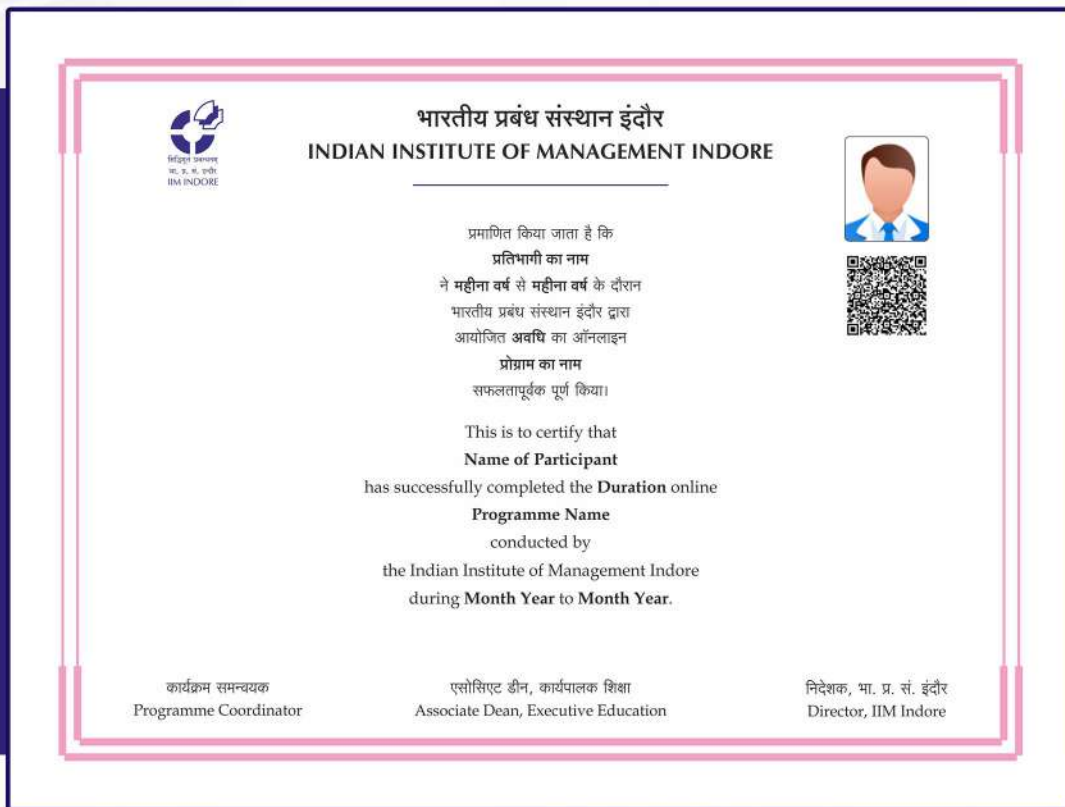 भारतीय प्रबंध संस्थान इंदौर
INDIAN INSTITUTE OF MANAGEMENT INDORE
सिद्धिमूलं प्रबन्धनम्
भा. प्र. सं. इन्दौर
IIM INDORE
प्रमाणित किया जाता है कि
प्रतिभागी का नाम
ने महीना वर्ष से महीना वर्ष के दौरान
भारतीय प्रबंध संस्थान इंदौर द्वारा
आयोजित अवधि का ऑनलाइन
प्रोग्राम का नाम
सफलतापूर्वक पूर्ण किया।
This is to certify that
Name of Participant
has successfully completed the Duration online
Programme Name
conducted by
the Indian Institute of Management Indore
during Month Year to Month Year.
कार्यक्रम समन्वयक
Programme Coordinator
एसोसिएट डीन, कार्यपालक शिक्षा
Associate Dean, Executive Education
निदेशक, भा. प्र. सं. इंदौर
Director, IIM Indore